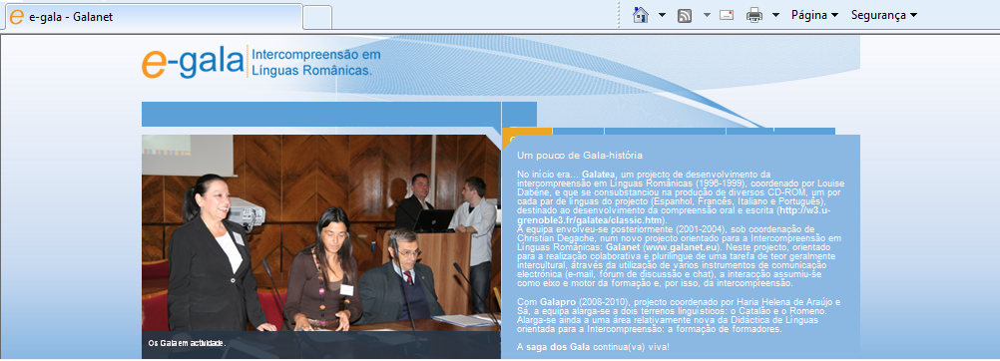 e-gala - Galanet
Página
Segurança
e-gala
Intercompreensão em
Línguas Românicas.
Um pouco de Gala-história
No início era... Galatea, um projecto de desenvolvimento da
intercompreensão em Línguas Românicas (1996-1999), coordenado por Louise
Dabène, e que se consubstanciou na produção de diversos CD-ROM, um por
cada par de línguas do projecto (Espanhol, Francês, Italiano e Português),
destinado ao desenvolvimento da compreensão oral e escrita (http://w3.u-
grenoble3.fr/galatea/classic.htm).
A equipa envolveu-se posteriormente (2001-2004), sob coordenação de
Christian Degache, num novo projecto orientado para a Intercompreensão em
Línguas Românicas: Galanet (www.galanet.eu). Neste projecto, orientado
para a realização colaborativa e plurilingue de uma tarefa de teor geralmente
intercultural, através da utilização de vários instrumentos de comunicação
electrónica (e-mail, fórum de discussão e chat), a interacção assumiu-se
como eixo e motor da formação e, por isso, da intercompreensão.
Com Galapro (2008-2010), projecto coordenado por Haria Helena de Araújo e
Sá, a equipa alarga-se a dois terrenos linguísticos: o Catalão e o Romeno.
Alarga-se ainda a uma área relativamente nova da Didáctica de Línguas
orientada para a Intercompreensão: a formação de formadores.
A saga dos Gala continua(va) viva!
Os Gala em actividade.